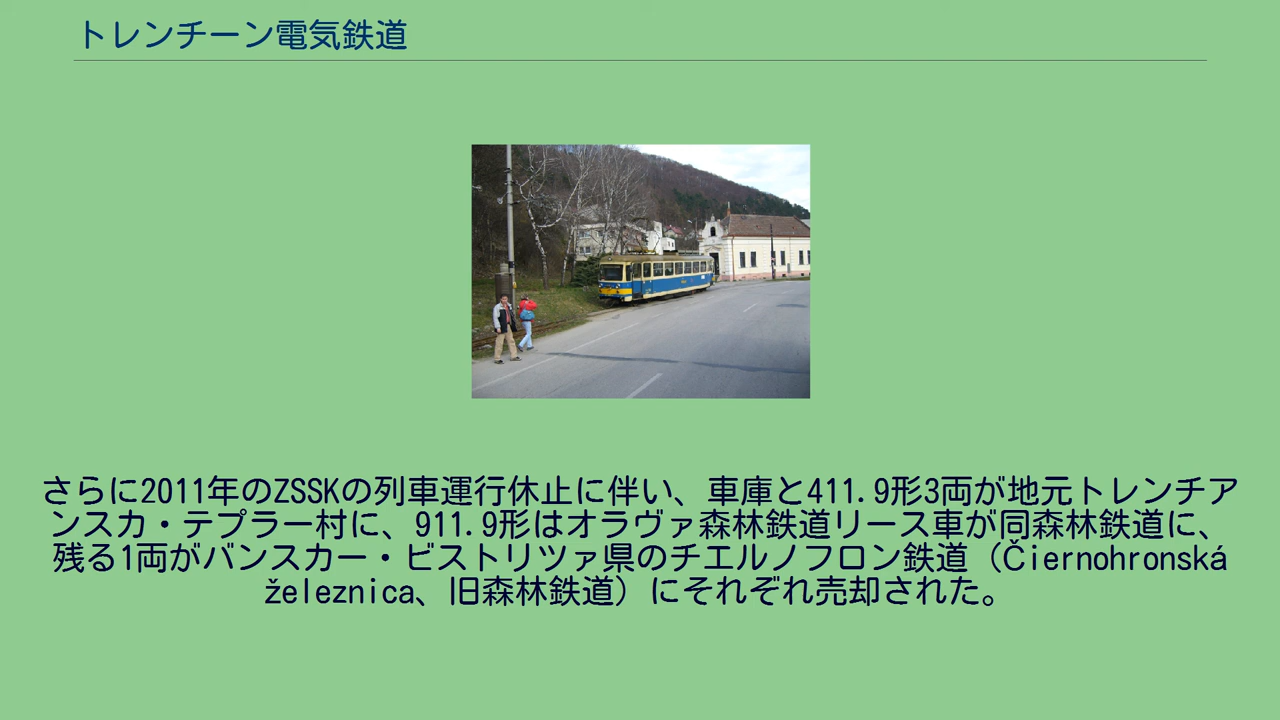 トレンチーン電気鉄道
さらに2011年のZSSKの列車運行休止に伴い、車庫と411.9形3両が地元トレンチア
ンスカ・テプラー村に、911.9形はオラヴァ森林鉄道リース車が同森林鉄道に、
残る1両がバンスカー・ビストリツァ県のチエルノフロン鉄道（Čiernohronská
železnica、旧森林鉄道）にそれぞれ売却された。